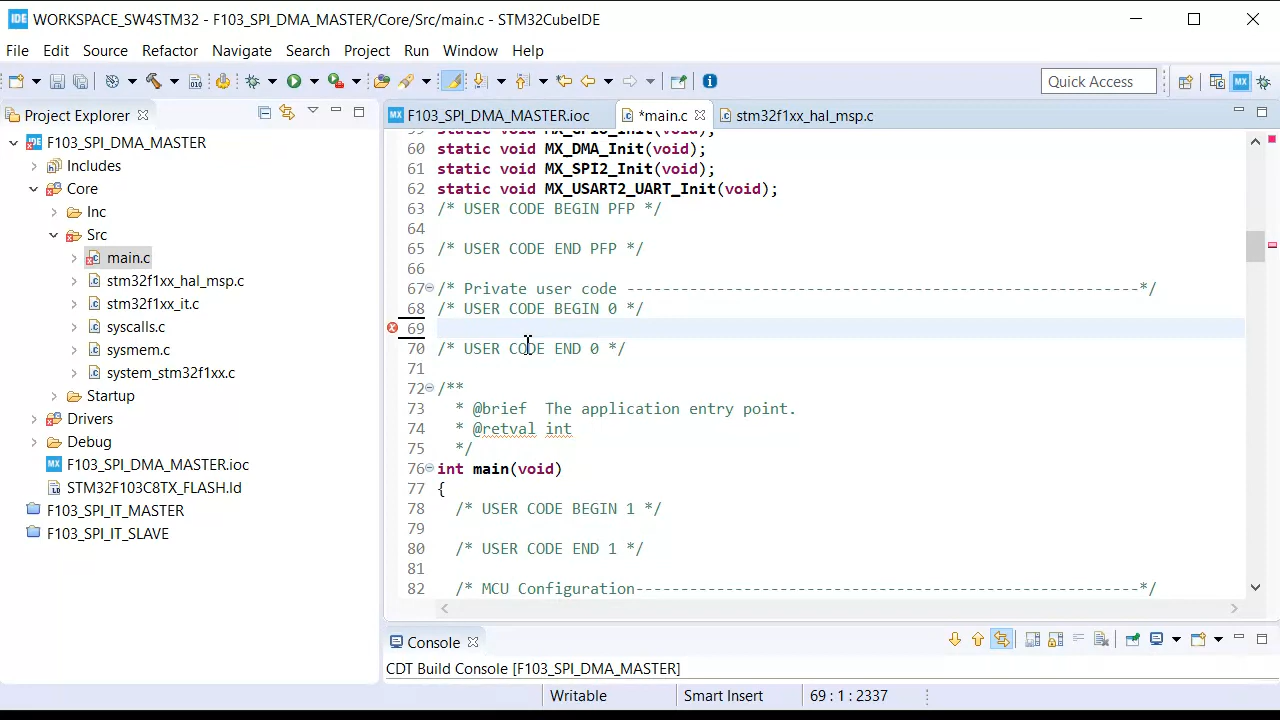 WORKSPACE_SW4STM32 - F103_SPI_DMA_MASTER/Core/Src/main.c - STM32CubeIDE
File Edit Source Refactor Navigate Search Project Run Window Help
Quick Access
Project Explorer
F103_SPI_DMA_MASTER.ioc *main.c stm32f1xx_hal_msp.c
F103_SPI_DMA_MASTER
Includes
Core
Inc
Src
main.c
stm32f1xx_hal_msp.c
stm32f1xx_it.c
syscalls.c
sysmem.c
system_stm32f1xx.c
Startup
Drivers
Debug
F103_SPI_DMA_MASTER.ioc
STM32F103C8TX_FLASH.ld
F103_SPI_IT_MASTER
F103_SPI_IT_SLAVE
59 static void MX_GPIO_Init(void);
60 static void MX_DMA_Init(void);
61 static void MX_SPI2_Init(void);
62 static void MX_USART2_UART_Init(void);
63 /* USER CODE BEGIN PFP */
64
65 /* USER CODE END PFP */
66
67 /* Private user code ---------------------------------------------------------*/
68 /* USER CODE BEGIN 0 */
69
70 /* USER CODE END 0 */
71
72 /**
73 * @brief  The application entry point.
74 * @retval int
75 */
76 int main(void)
77 {
78 /* USER CODE BEGIN 1 */
79
80 /* USER CODE END 1 */
81
82 /* MCU Configuration--------------------------------------------------------*/
Console
CDT Build Console [F103_SPI_DMA_MASTER]
Writable Smart Insert 69 : 1 : 2337